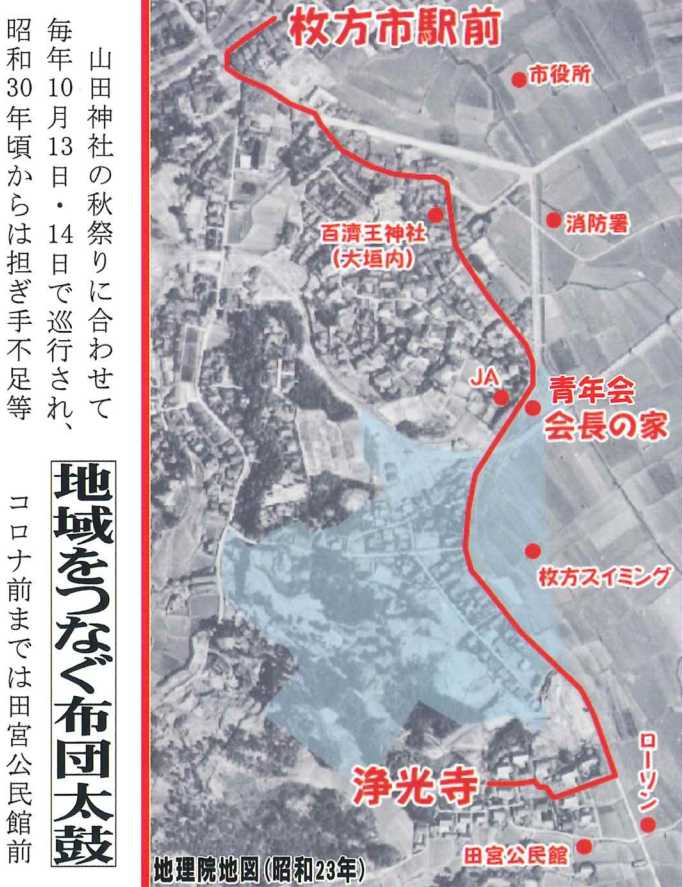 山田神社の秋祭りに合わせて
毎年10月13日・14日で巡行され、
昭和30年頃からは担ぎ手不足等
地域をつなぐ布団太鼓
コロナ前までは田宮公民館前
枚方市駅前
市役所
百濟王神社
(大垣内)
消防署
JA
青年会
会長の家
枚方スイミング
浄光寺
ローソン
田宮公民館
地理院地図(昭和23年)